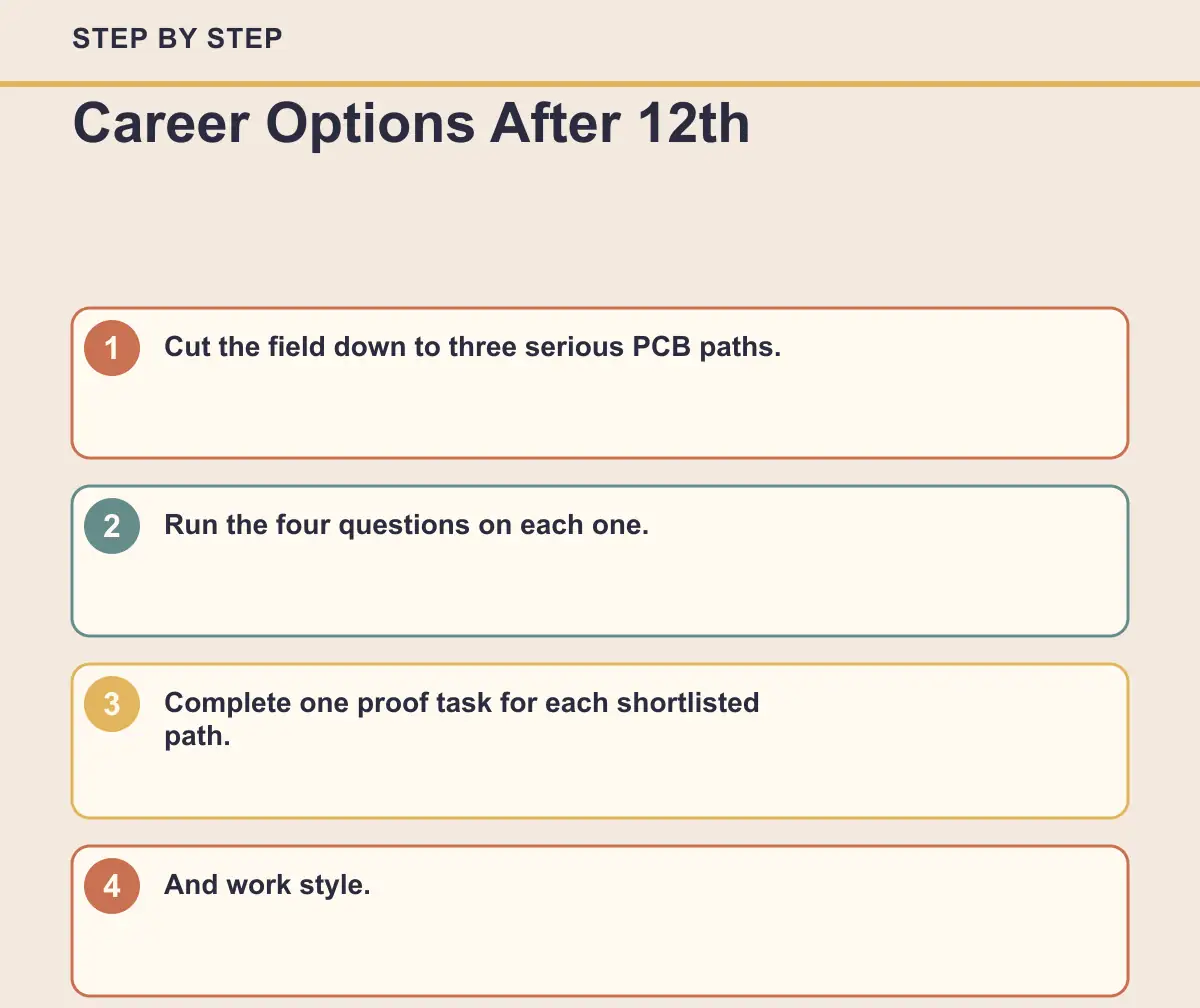 STEP BY STEP
Career Options After 12th
1
Cut the field down to three serious PCB paths.
2
Run the four questions on each one.
3
Complete one proof task for each shortlisted
path.
4
And work style.